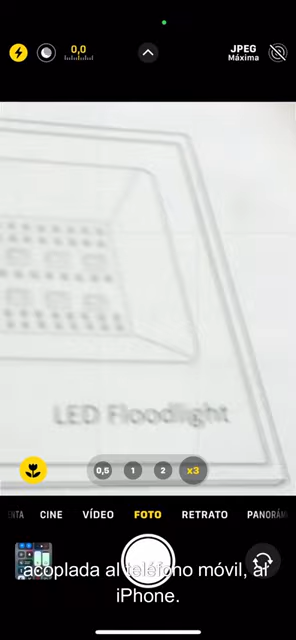 0,0
JPEG
Máxima
LED Floodlight
0,5 1 2 x3
CINE VÍDEO FOTO RETRATO
acoplada al teléfono móvil, al
iPhone.